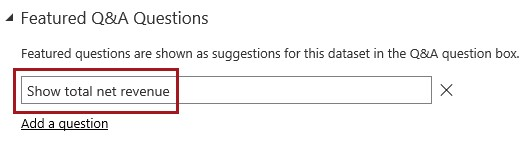 Featured Q&A Questions
Featured questions are shown as suggestions for this dataset in the Q&A question box.
Show total net revenue
Add a question